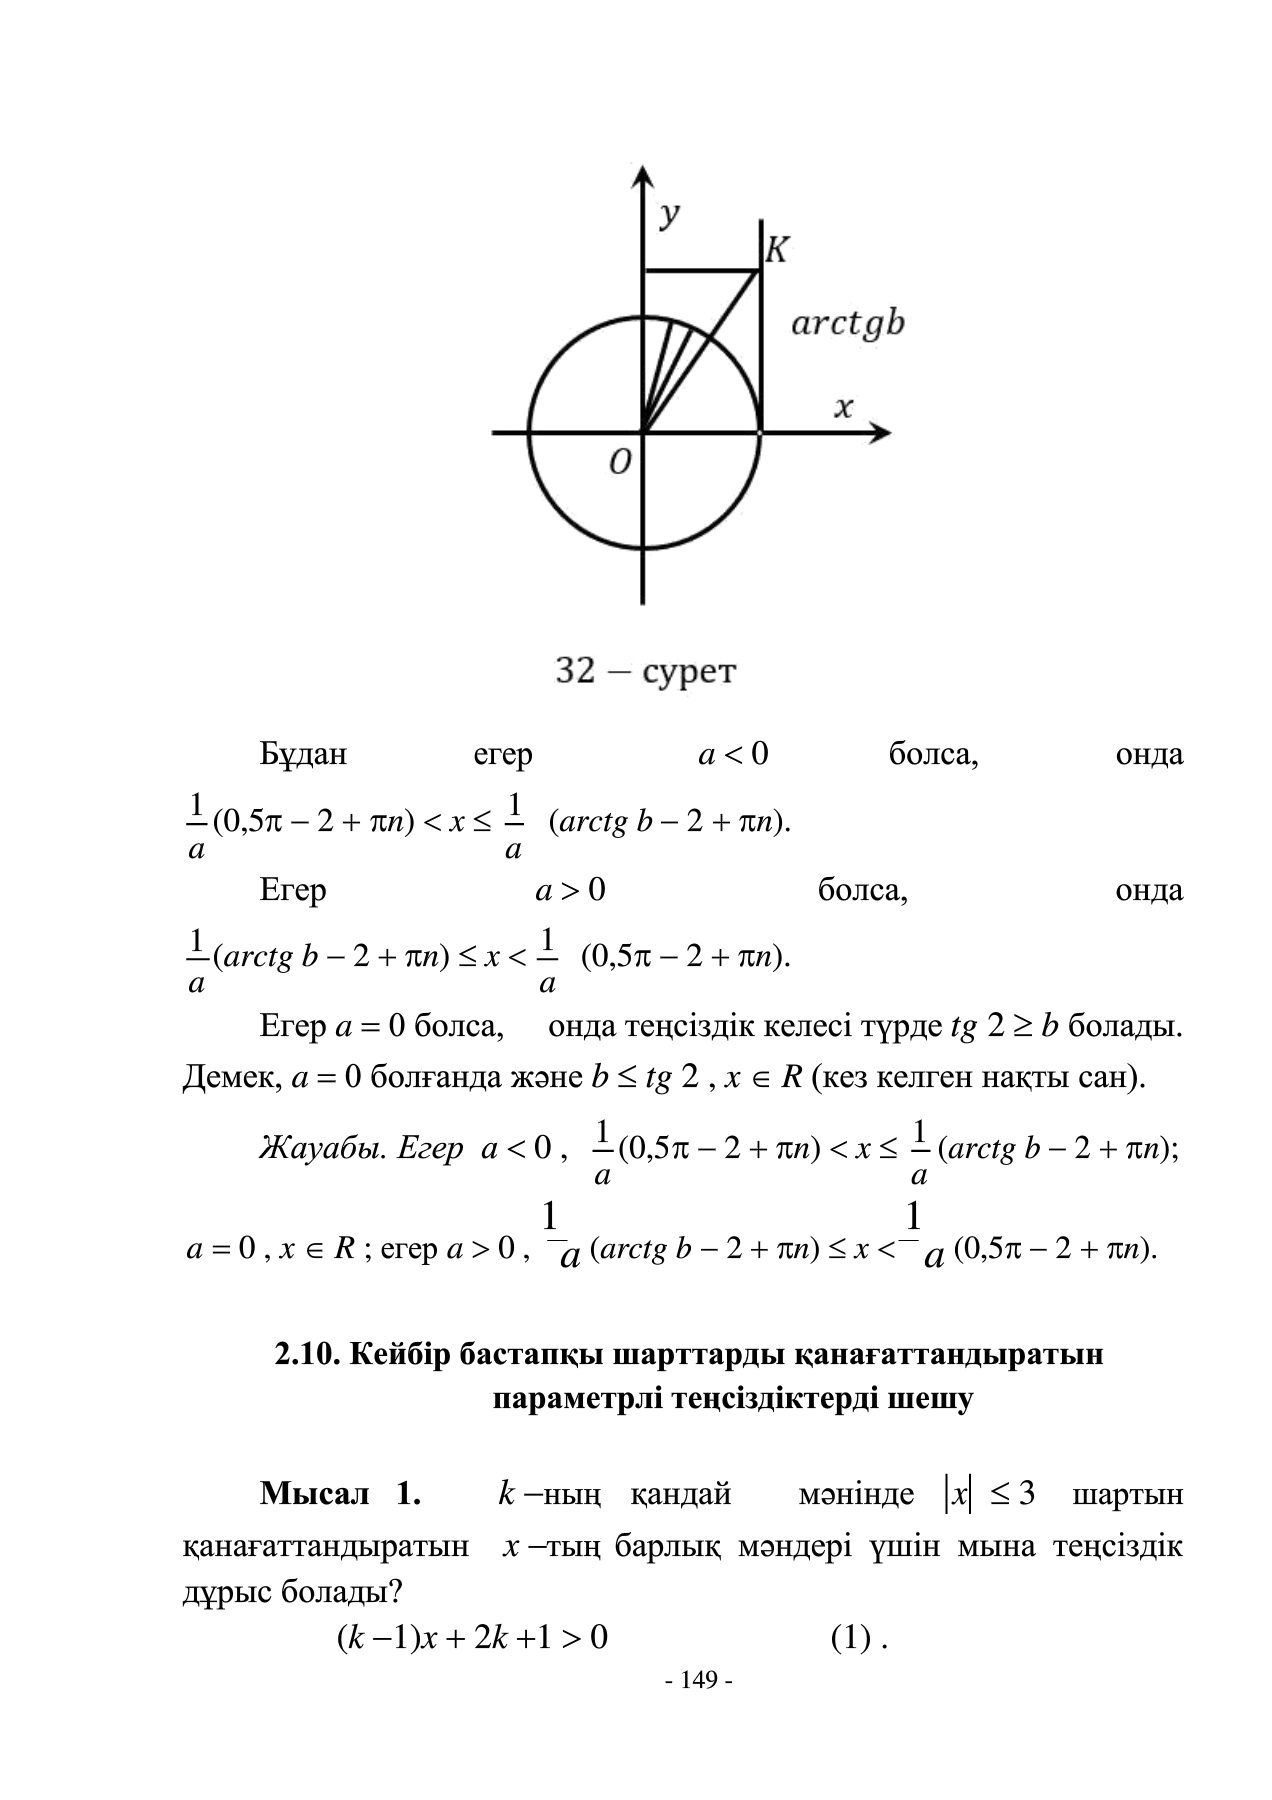 y
K
arctgb
x
O
32 – сурет
Бұдан егер a < 0 болса, онда
1/a (0,5π − 2 + πn) < x ≤ 1/a (arctg b − 2 + πn).
Егер a > 0 болса, онда
1/a (arctg b − 2 + πn) ≤ x < 1/a (0,5π − 2 + πn).
Егер a = 0 болса, онда теңсіздік келесі түрде tg 2 ≥ b болады.
Демек, a = 0 болғанда және b ≤ tg 2 , x ∈ R (кез келген нақты сан).
Жауабы. Егер a < 0 , 1/a (0,5π − 2 + πn) < x ≤ 1/a (arctg b − 2 + πn);
a = 0 , x ∈ R ; егер a > 0 , 1/a (arctg b − 2 + πn) ≤ x < 1/a (0,5π − 2 + πn).
2.10. Кейбір бастапқы шарттарды қанағаттандыратын
параметрлі теңсіздіктерді шешу
Мысал 1. k –ның қандай мәнінде |x| ≤ 3 шартын
қанағаттандыратын x –тың барлық мәндері үшін мына теңсіздік
дұрыс болады?
(k −1)x + 2k +1 > 0 (1) .
- 149 -